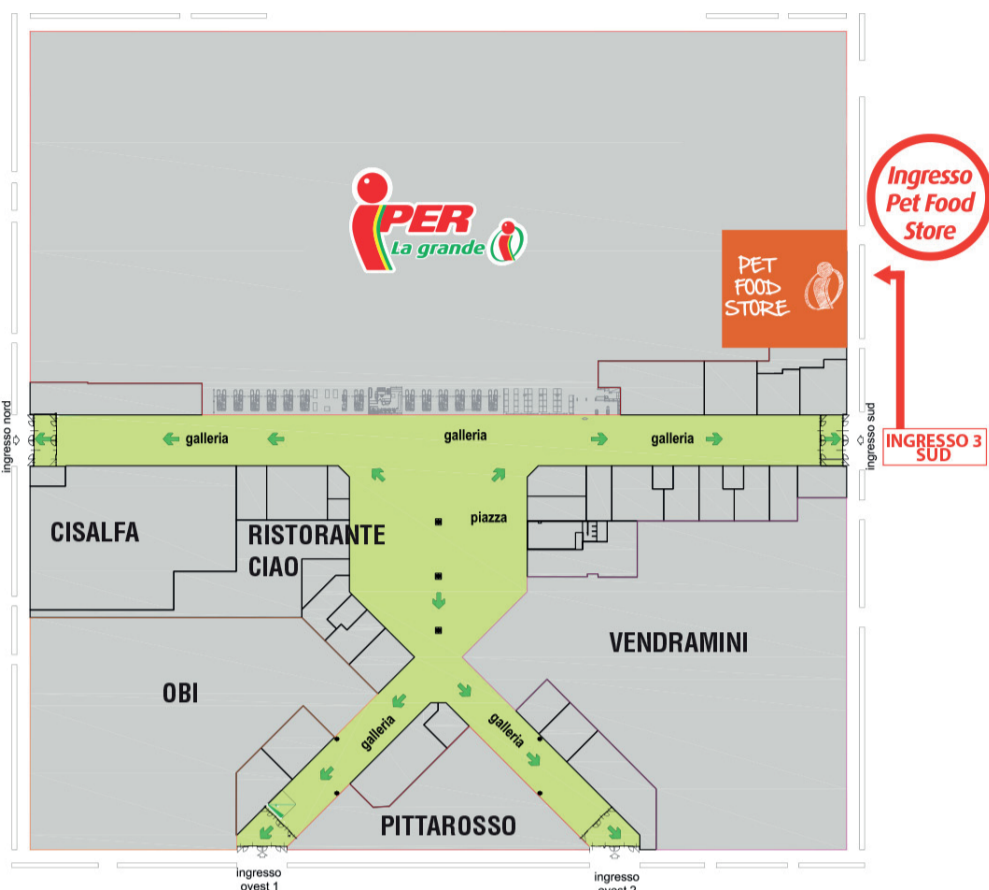 Ingresso
Pet Food
Store
iPER
La grande i
PET
FOOD
STORE
ingresso nord
galleria
galleria
galleria
ingresso sud
INGRESSO 3
SUD
CISALFA
RISTORANTE
CIAO
piazza
VENDRAMINI
OBI
galleria
galleria
PITTAROSSO
ingresso
ovest 1
ingresso
ovest 2